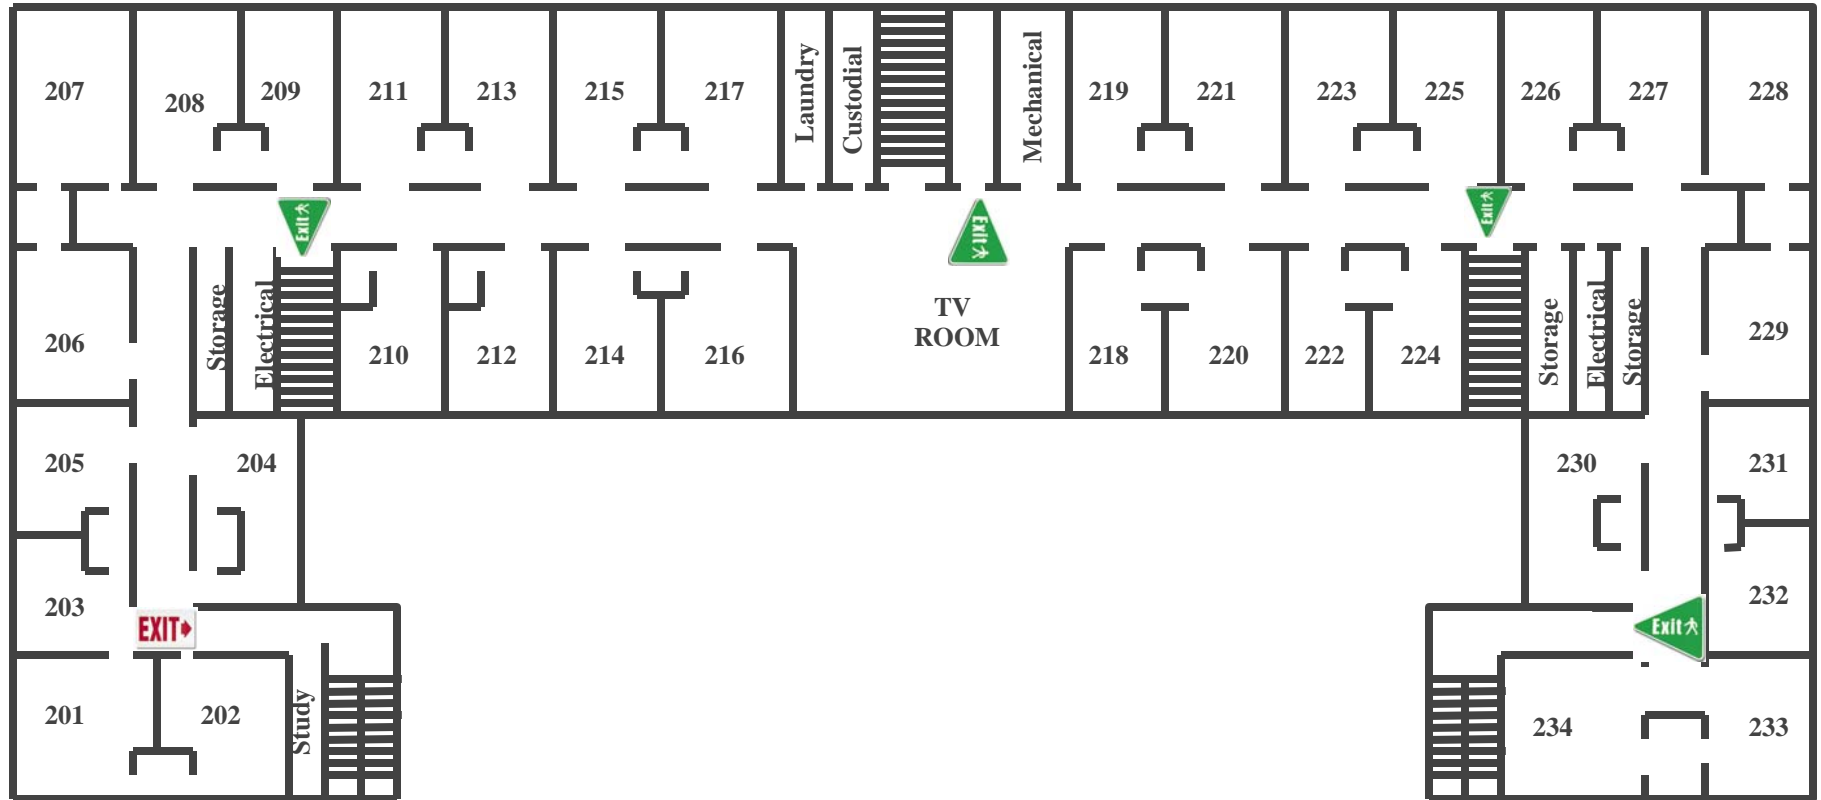 207
208
209
211
213
215
217
Laundry
Custodial
Mechanical
219
221
223
225
226
227
228
Exit
Exit
Exit
206
Storage
Electrical
210
212
214
216
TV
ROOM
218
220
222
224
Storage
Electrical
Storage
229
205
204
230
231
203
EXIT
Exit
232
201
202
Study
234
233